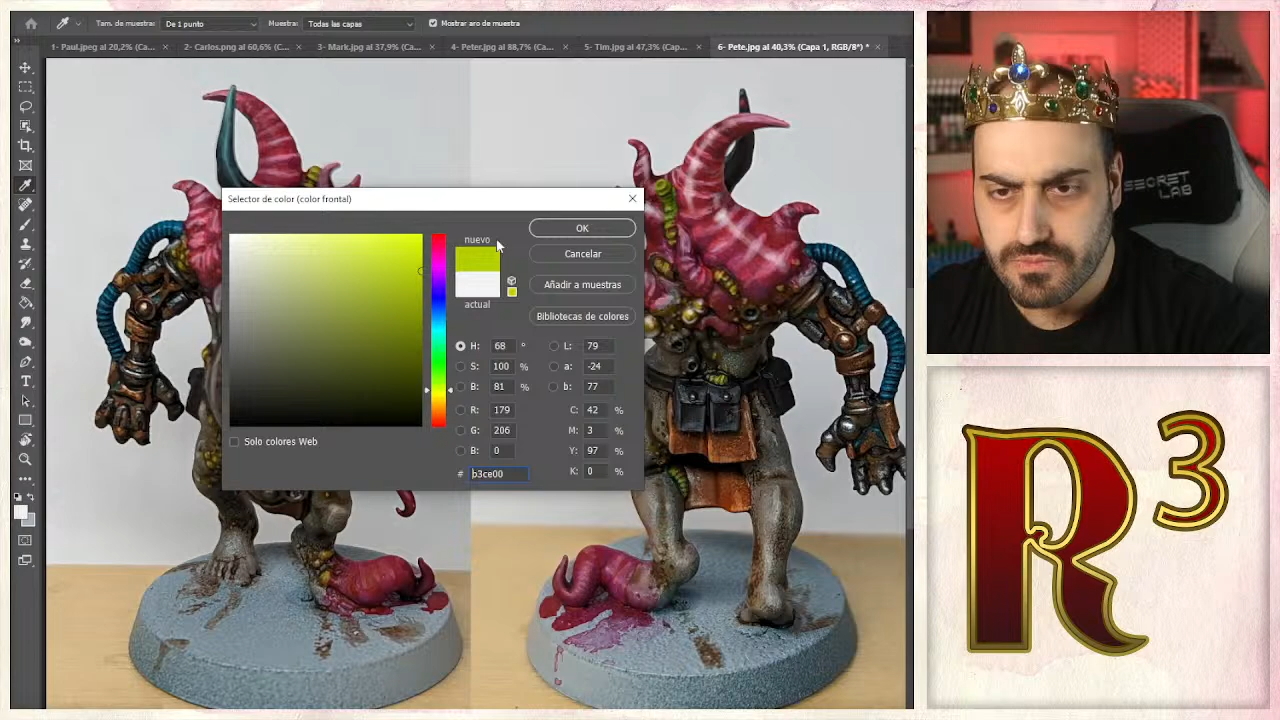 Tam. de muestra: De 1 punto Muestra: Todas las capas Mostrar aro de muestra
1- Paul.jpeg al 20,2% (Ca... × 2- Carlos.png al 60,6% (C... × 3- Mark.jpg al 37,9% (Ca... × 4- Peter.jpg al 88,7% (Ca... × 5- Tim.jpg al 47,3% (Cap... × 6- Pete.jpg al 40,3% (Capa 1, RGB/8*) * ×
Selector de color (color frontal)
nuevo
actual
OK
Cancelar
Añadir a muestras
Bibliotecas de colores
H: 68 °
S: 100 %
B: 81 %
R: 179
G: 206
B: 0
# b3ce00
L: 79
a: -24
b: 77
C: 42 %
M: 3 %
Y: 97 %
K: 0 %
Solo colores Web
SECRET
LAB
R3